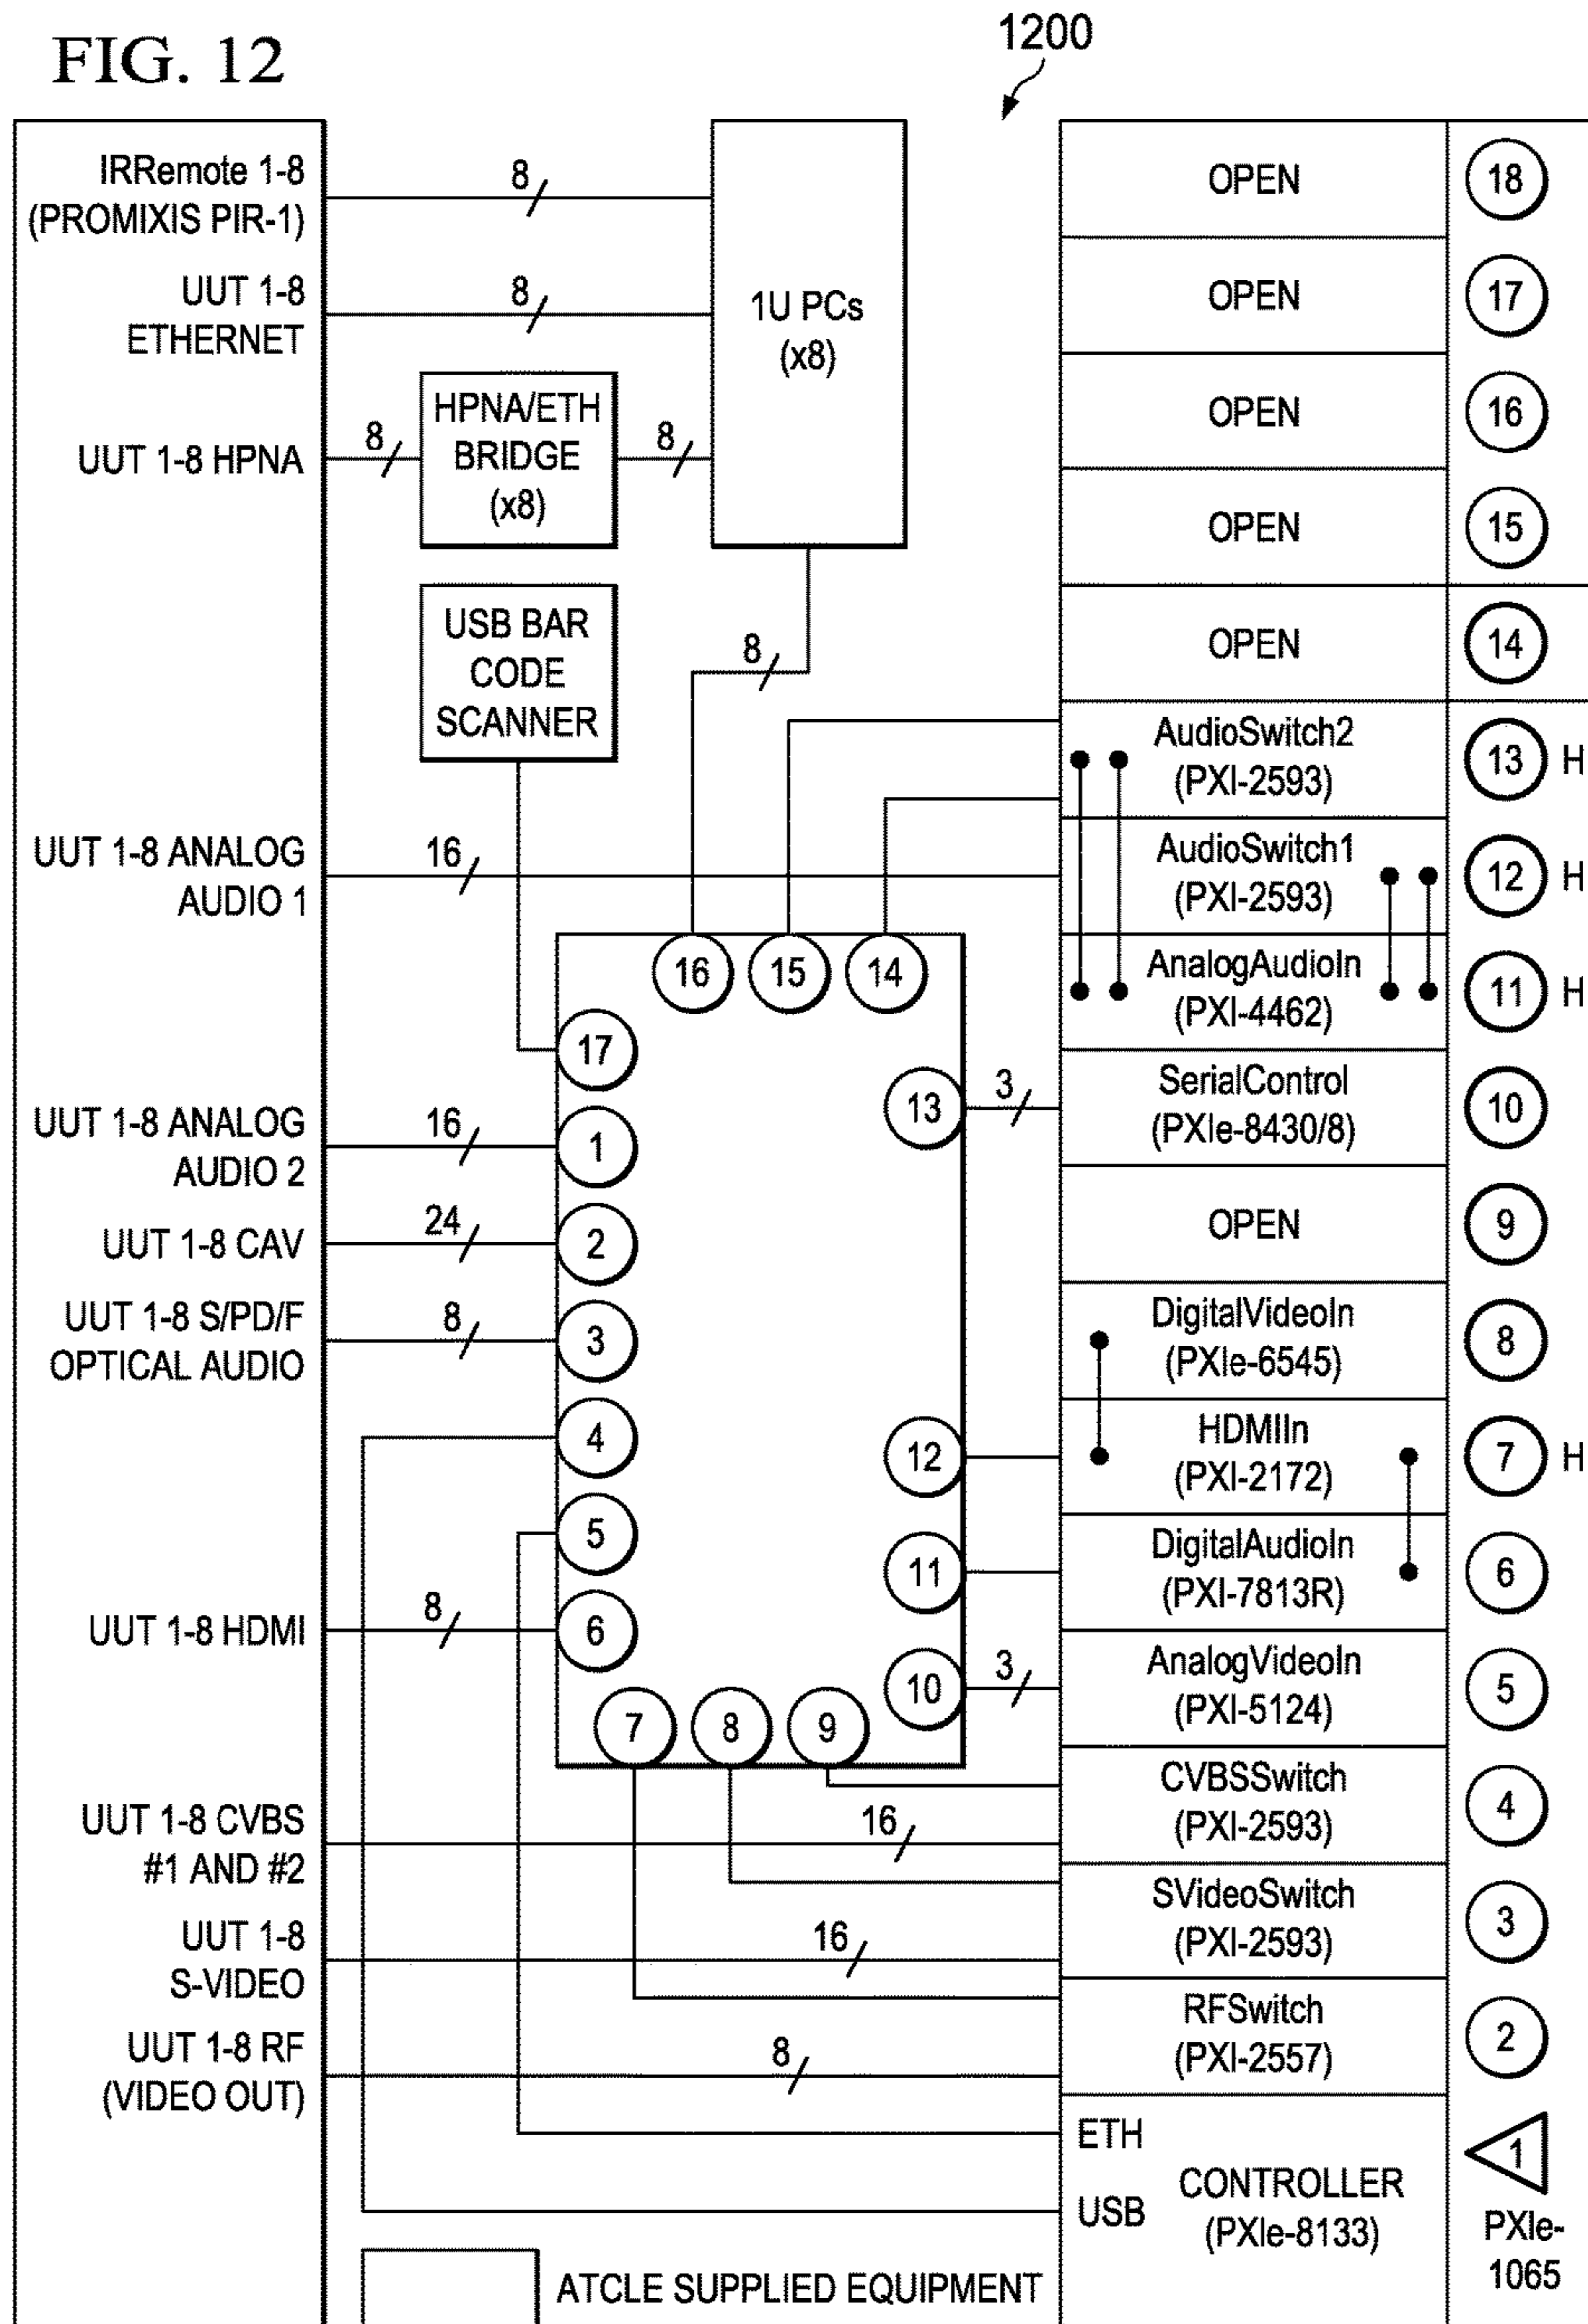 FIG. 12
1200
IRRemote 1-8
(PROMIXIS PIR-1)
8
UUT 1-8
ETHERNET
8
1U PCs
(x8)
UUT 1-8 HPNA
8
HPNA/ETH
BRIDGE
(x8)
8
USB BAR
CODE
SCANNER
8
UUT 1-8 ANALOG
AUDIO 1
16
16
15
14
17
13
3
UUT 1-8 ANALOG
AUDIO 2
16
1
UUT 1-8 CAV
24
2
UUT 1-8 S/PD/F
OPTICAL AUDIO
8
3
4
12
5
11
UUT 1-8 HDMI
8
6
10
3
7
8
9
UUT 1-8 CVBS
#1 AND #2
16
UUT 1-8
S-VIDEO
16
UUT 1-8 RF
(VIDEO OUT)
8
OPEN
18
OPEN
17
OPEN
16
OPEN
15
OPEN
14
AudioSwitch2
(PXI-2593)
13 H
AudioSwitch1
(PXI-2593)
12 H
AnalogAudioIn
(PXI-4462)
11 H
SerialControl
(PXIe-8430/8)
10
OPEN
9
DigitalVideoIn
(PXIe-6545)
8
HDMIIn
(PXI-2172)
7 H
DigitalAudioIn
(PXI-7813R)
6
AnalogVideoIn
(PXI-5124)
5
CVBSSwitch
(PXI-2593)
4
SVideoSwitch
(PXI-2593)
3
RFSwitch
(PXI-2557)
2
ETH
USB
CONTROLLER
(PXIe-8133)
1
PXIe-
1065
ATCLE SUPPLIED EQUIPMENT